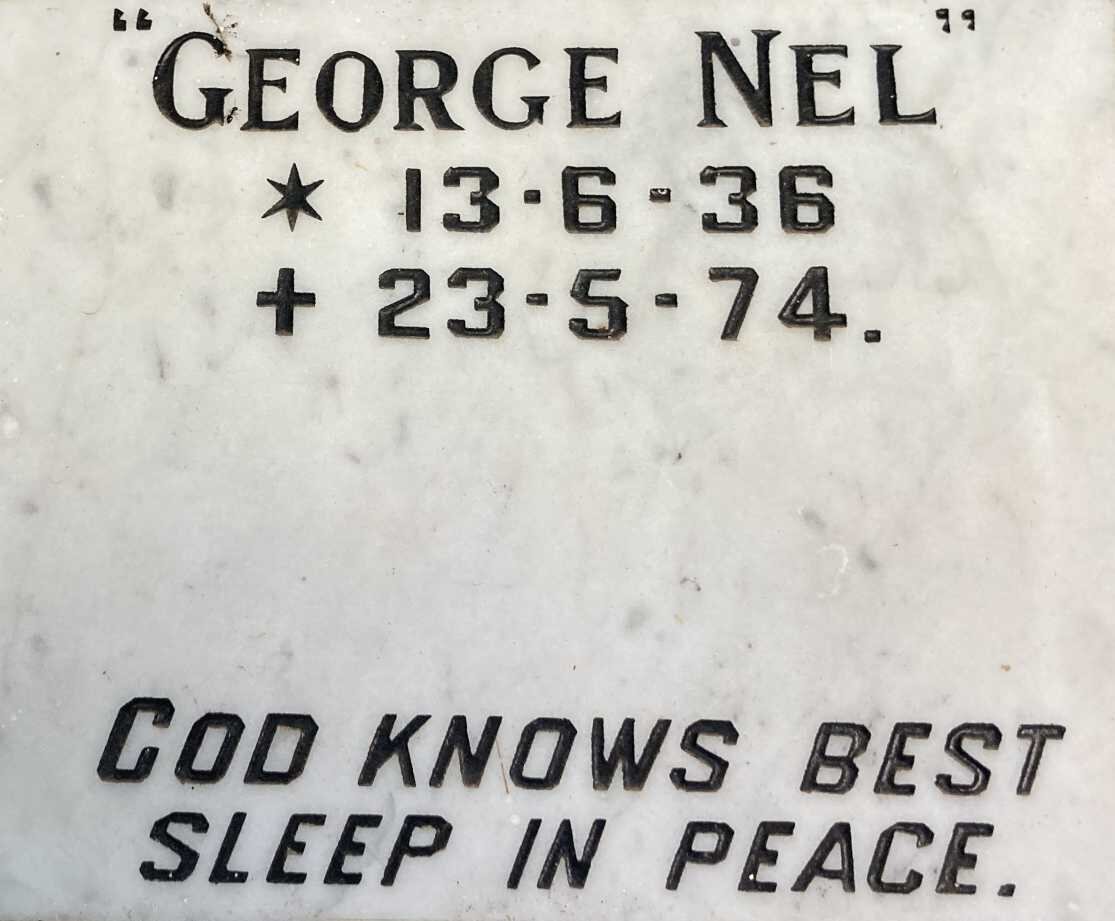 “GEORGE NEL”
✶ 13·6-36
✝ 23-5-74.
GOD KNOWS BEST
SLEEP IN PEACE.